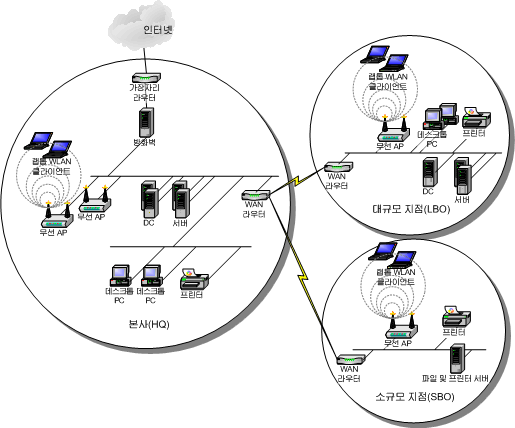 인터넷
가장자리
라우터
방화벽
랩톱 WLAN
클라이언트
무선 AP
무선 AP
DC
서버
WAN
라우터
데스크톱
PC
데스크톱
PC
프린터
본사(HQ)
랩톱 WLAN
클라이언트
무선 AP
데스크톱
PC
프린터
WAN
라우터
DC
서버
대규모 지점(LBO)
랩톱 WLAN
클라이언트
무선 AP
프린터
WAN
라우터
파일 및 프린터 서버
소규모 지점(SBO)